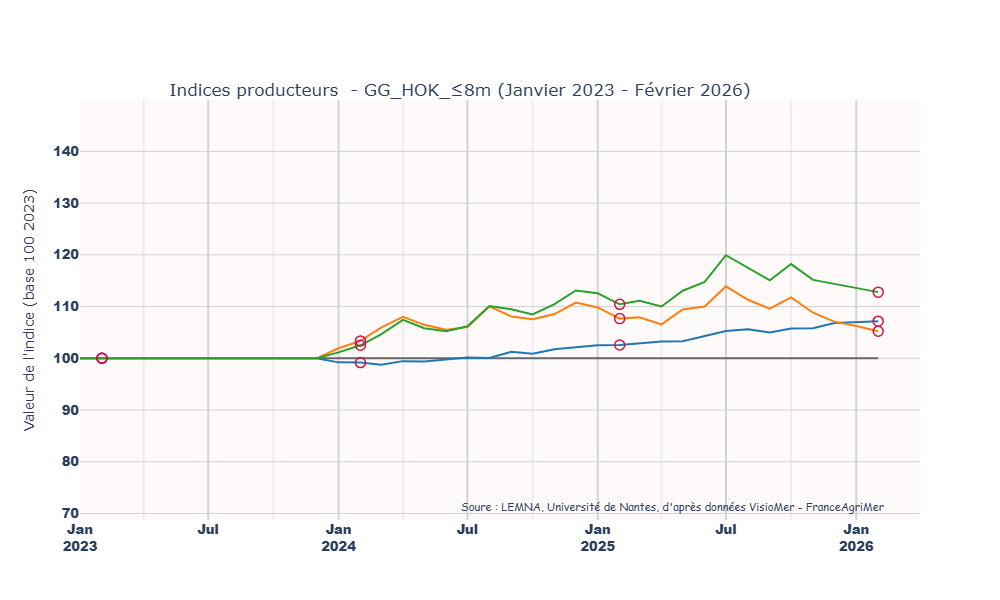 Indices producteurs  - GG_HOK_≤8m (Janvier 2023 - Février 2026)
Valeur de l'Indice (base 100 2023)
140
130
120
110
100
90
80
70
Soure : LEMNA, Université de Nantes, d'après données VisioMer - FranceAgriMer
Jan Jul Jan Jul Jan Jul Jan
2023 2024 2025 2026